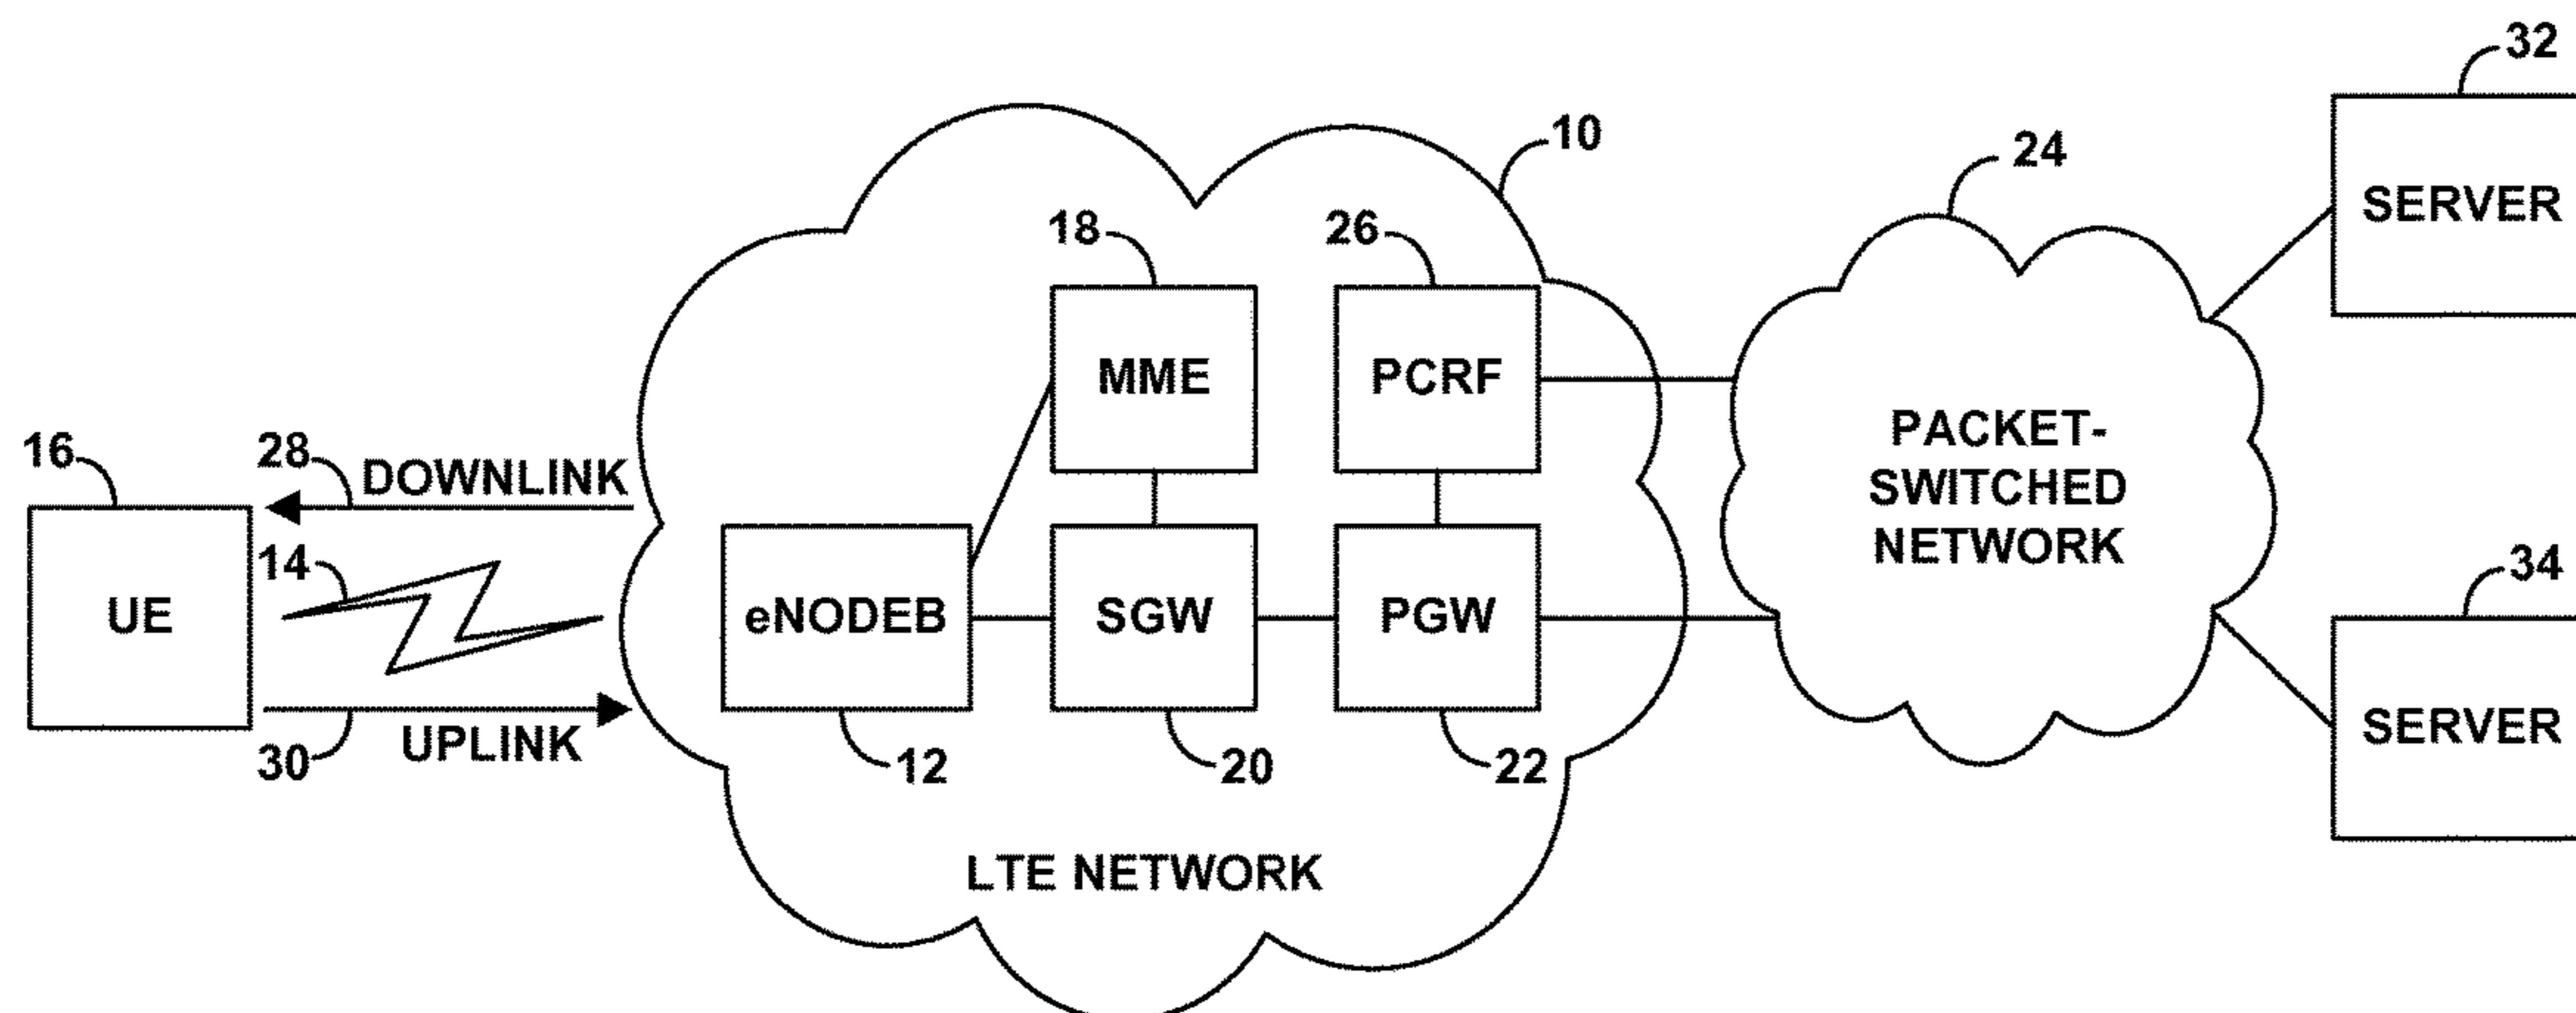 32
10
24
SERVER
18
26
MME
PCRF
16
28
DOWNLINK
PACKET-
SWITCHED
NETWORK
14
34
UE
eNODEB
SGW
PGW
30
UPLINK
12
20
22
SERVER
LTE NETWORK